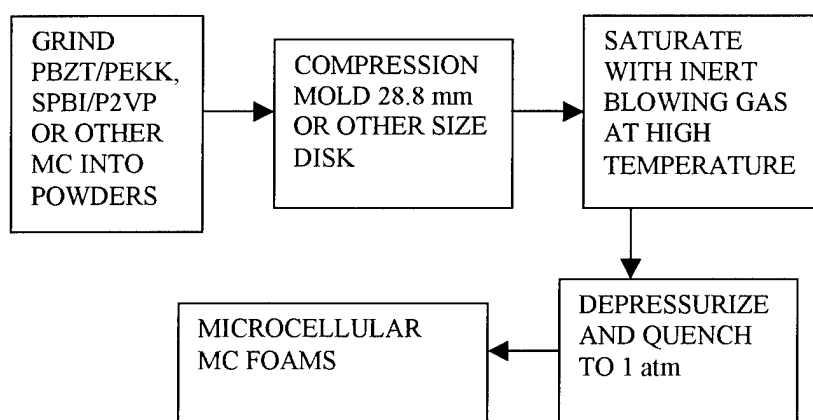 GRIND
PBZT/PEKK,
SPBI/P2VP
OR OTHER
MC INTO
POWDERS
COMPRESSION
MOLD 28.8 mm
OR OTHER SIZE
DISK
SATURATE
WITH INERT
BLOWING GAS
AT HIGH
TEMPERATURE
DEPRESSURIZE
AND QUENCH
TO 1 atm
MICROCELLULAR
MC FOAMS